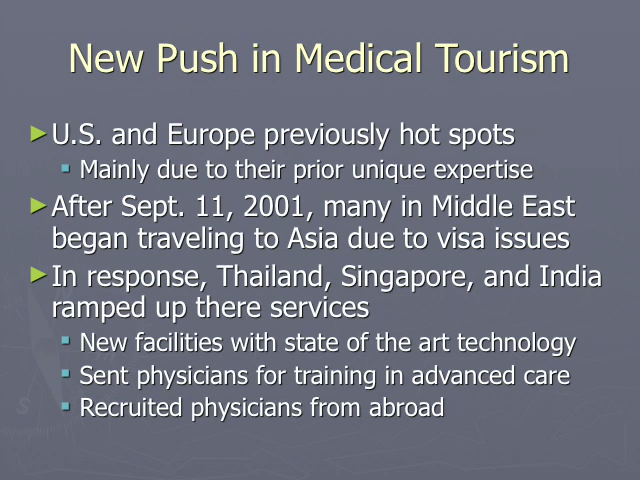 New Push in Medical Tourism
U.S. and Europe previously hot spots
Mainly due to their prior unique expertise
After Sept. 11, 2001, many in Middle East
began traveling to Asia due to visa issues
In response, Thailand, Singapore, and India
ramped up there services
New facilities with state of the art technology
Sent physicians for training in advanced care
Recruited physicians from abroad